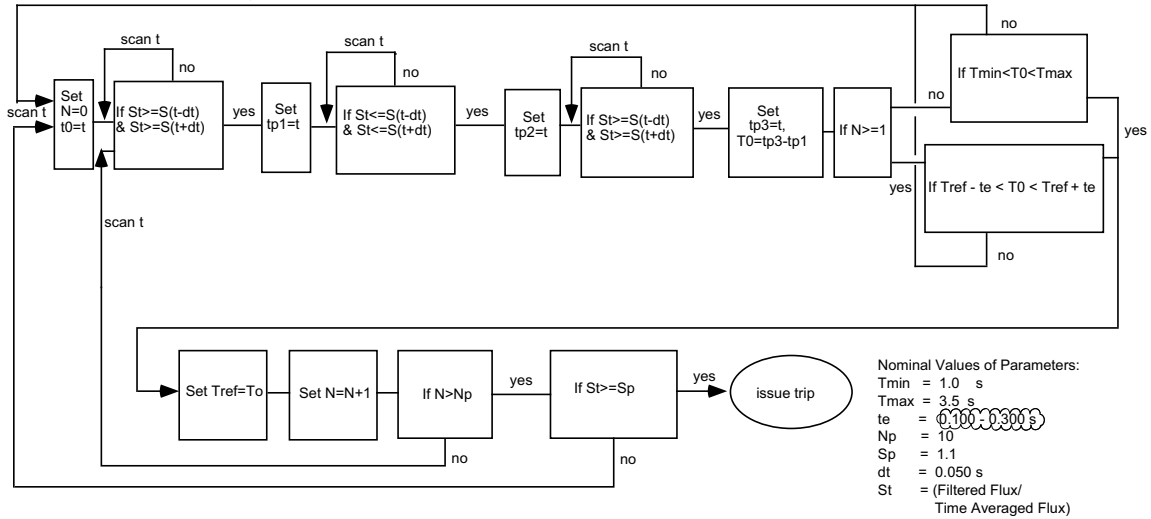 no
scan t
no
scan t
no
scan t
no
If Tmin<T0<Tmax
scan t
Set
N=0
t0=t
If St>=S(t-dt)
& St>=S(t+dt)
yes
Set
tp1=t
If St<=S(t-dt)
& St<=S(t+dt)
yes
Set
tp2=t
If St>=S(t-dt)
& St>=S(t+dt)
yes
Set
tp3=t,
T0=tp3-tp1
If N>=1
no
yes
yes
If Tref - te < T0 < Tref + te
no
scan t
Set Tref=To
Set N=N+1
If N>Np
yes
If St>=Sp
yes
issue trip
no
no
Nominal Values of Parameters:
Tmin = 1.0 s
Tmax = 3.5 s
te = 0.100 - 0.300 s
Np = 10
Sp = 1.1
dt = 0.050 s
St = (Filtered Flux/
Time Averaged Flux)